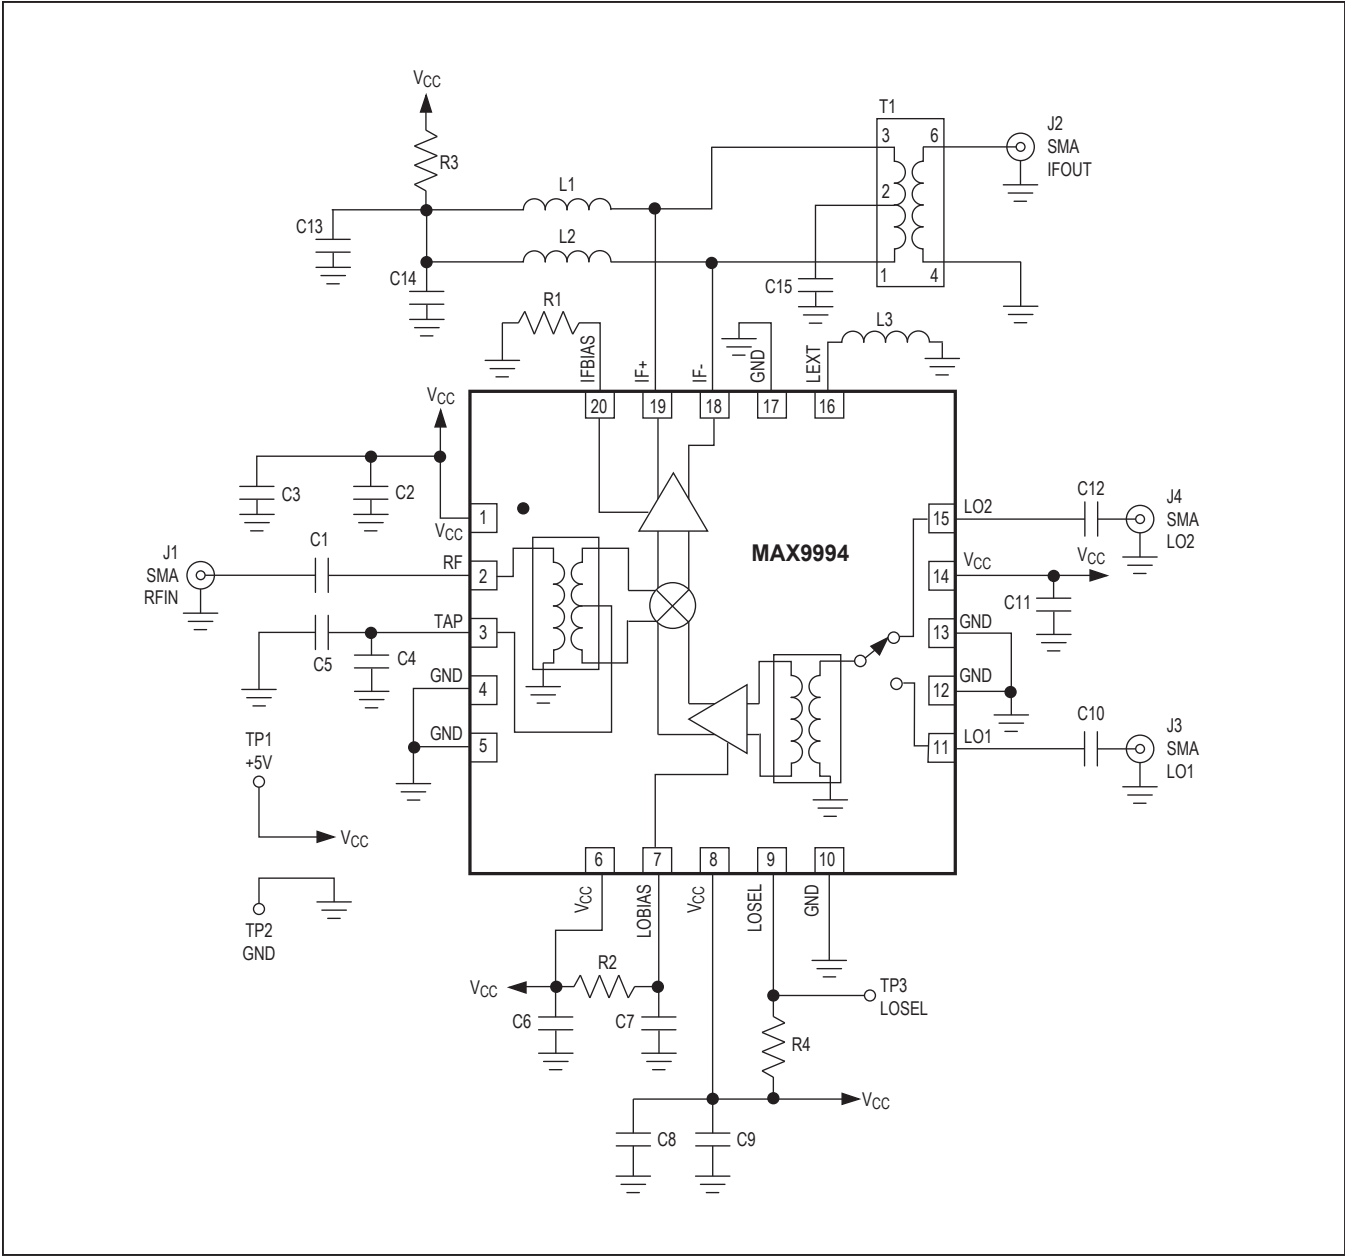 VCC
R3
T1
3
6
2
1
4
J2
SMA
IFOUT
L1
C13
L2
C14
C15
R1
L3
IFBIAS
IF+
IF-
GND
LEXT
20
19
18
17
16
VCC
C3
C2
1
VCC
MAX9994
15
LO2
C12
J4
SMA
LO2
J1
SMA
RFIN
C1
RF
2
14
VCC
VCC
C11
TAP
3
C5
C4
13
GND
GND
4
12
GND
GND
5
11
LO1
C10
J3
SMA
LO1
TP1
+5V
VCC
TP2
GND
6
7
8
9
10
VCC
LOBIAS
VCC
LOSEL
GND
VCC
R2
C6
C7
TP3
LOSEL
R4
VCC
C8
C9